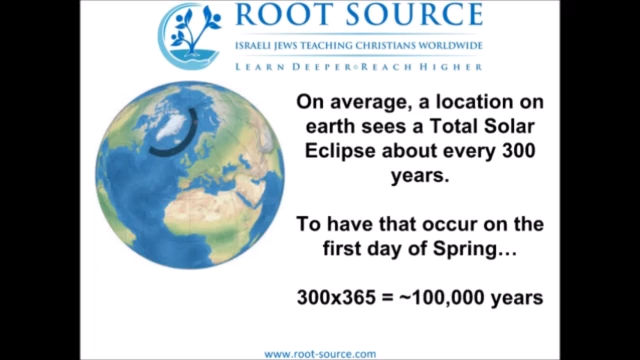 ROOT SOURCE
ISRAELI JEWS TEACHING CHRISTIANS WORLDWIDE
LEARN DEEPER✡REACH HIGHER
On average, a location on
earth sees a Total Solar
Eclipse about every 300
years.
To have that occur on the
first day of Spring…
300x365 = ~100,000 years
www.root-source.com